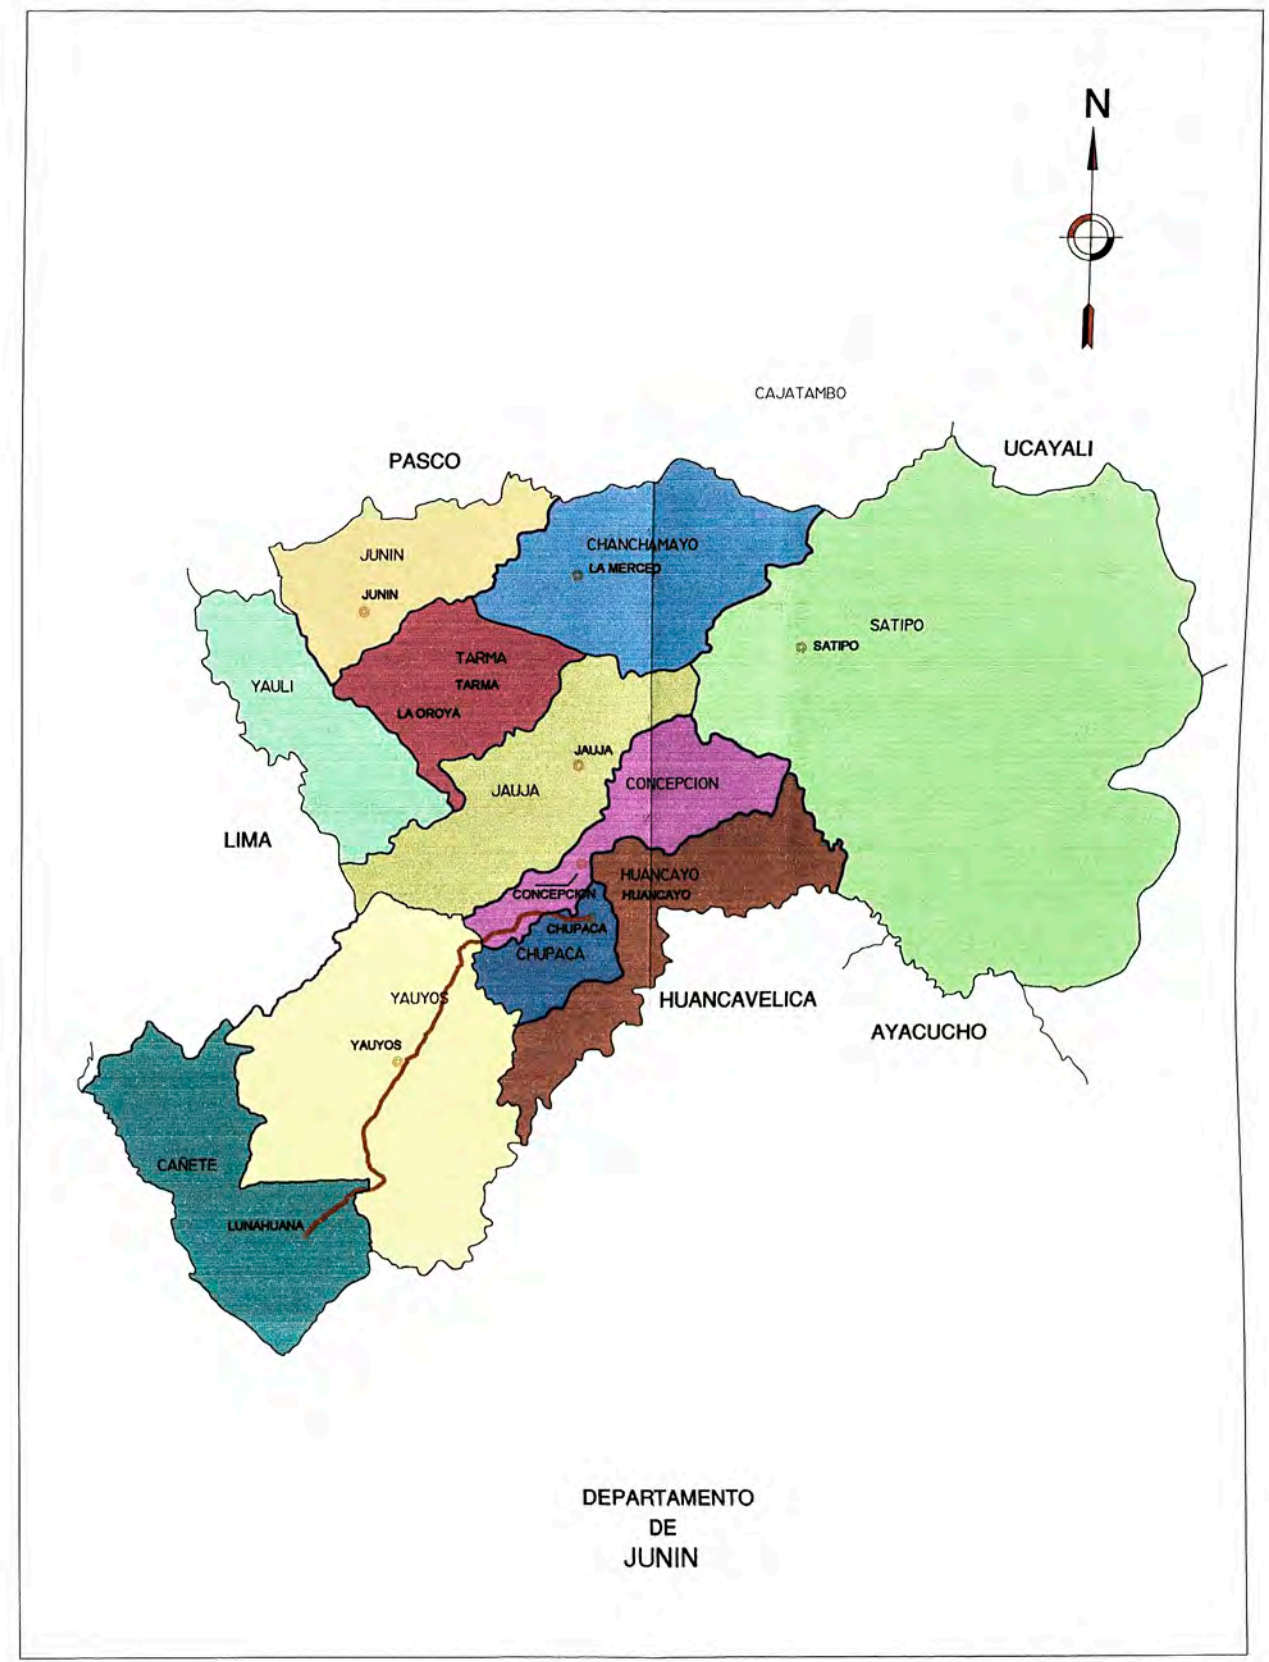 N
CAJATAMBO
UCAYALI
PASCO
CHANCHAMAYO
JUNIN
LA MERCED
JUNIN
SATIPO
SATIPO
TARMA
TARMA
YAULI
LA OROYA
JAUJA
JAUJA
CONCEPCION
LIMA
HUANCAYO
CONCEPCION
HUANCAYO
CHUPACA
CHUPACA
YAUYOS
HUANCAVELICA
AYACUCHO
YAUYOS
CAÑETE
LUNAHUANA
DEPARTAMENTO
DE
JUNIN